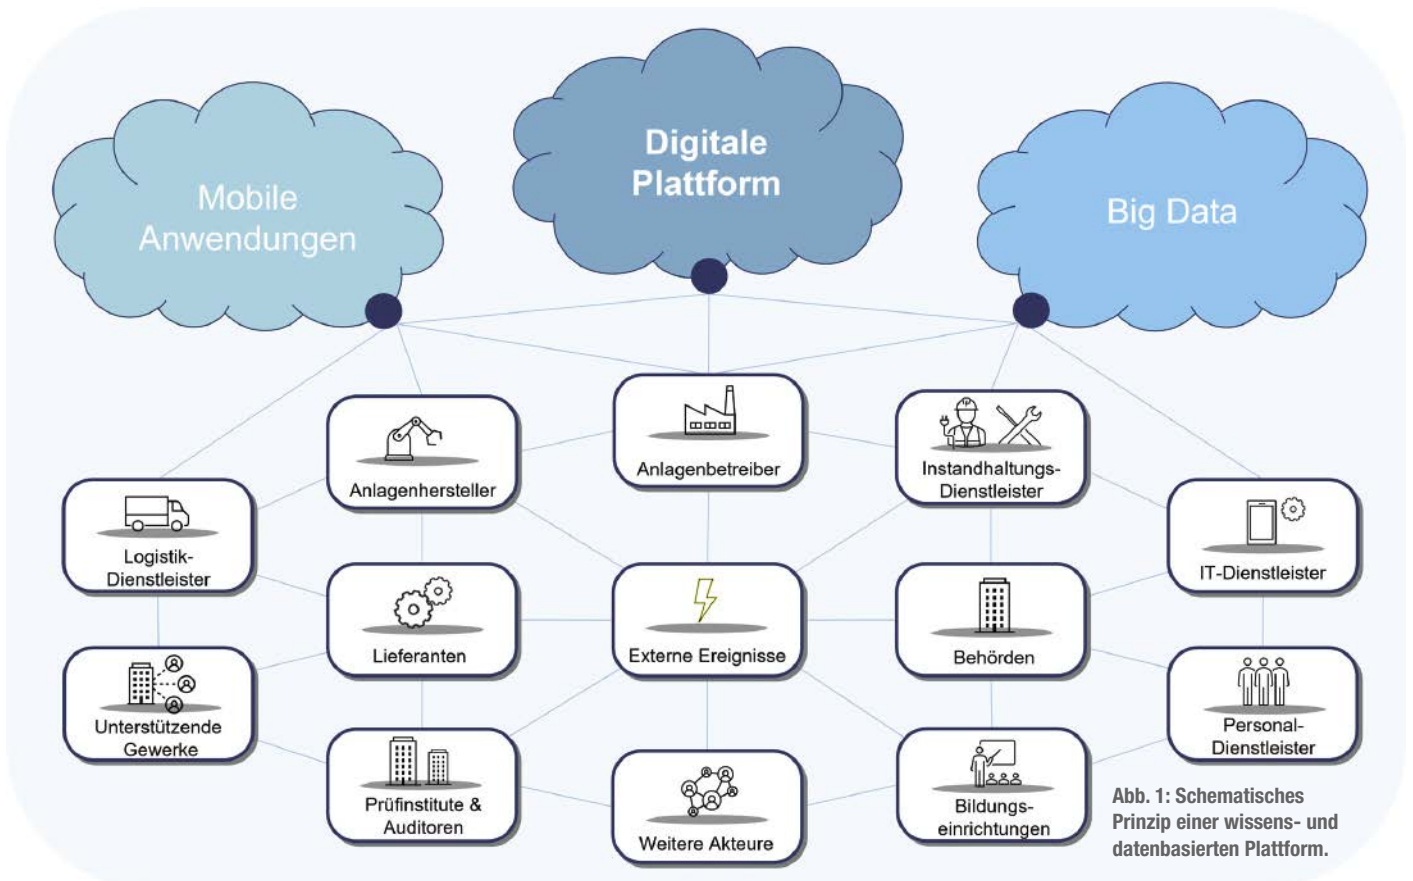 Digitale
Plattform
Mobile
Anwendungen
Big Data
Anlagenbetreiber
Instandhaltungs-
Dienstleister
Anlagenhersteller
Logistik-
Dienstleister
IT-Dienstleister
Lieferanten
Externe Ereignisse
Behörden
Unterstützende
Gewerke
Personal-
Dienstleister
Prüfinstitute &
Auditoren
Weitere Akteure
Bildungs-
einrichtungen
Abb. 1: Schematisches
Prinzip einer wissens- und
datenbasierten Plattform.